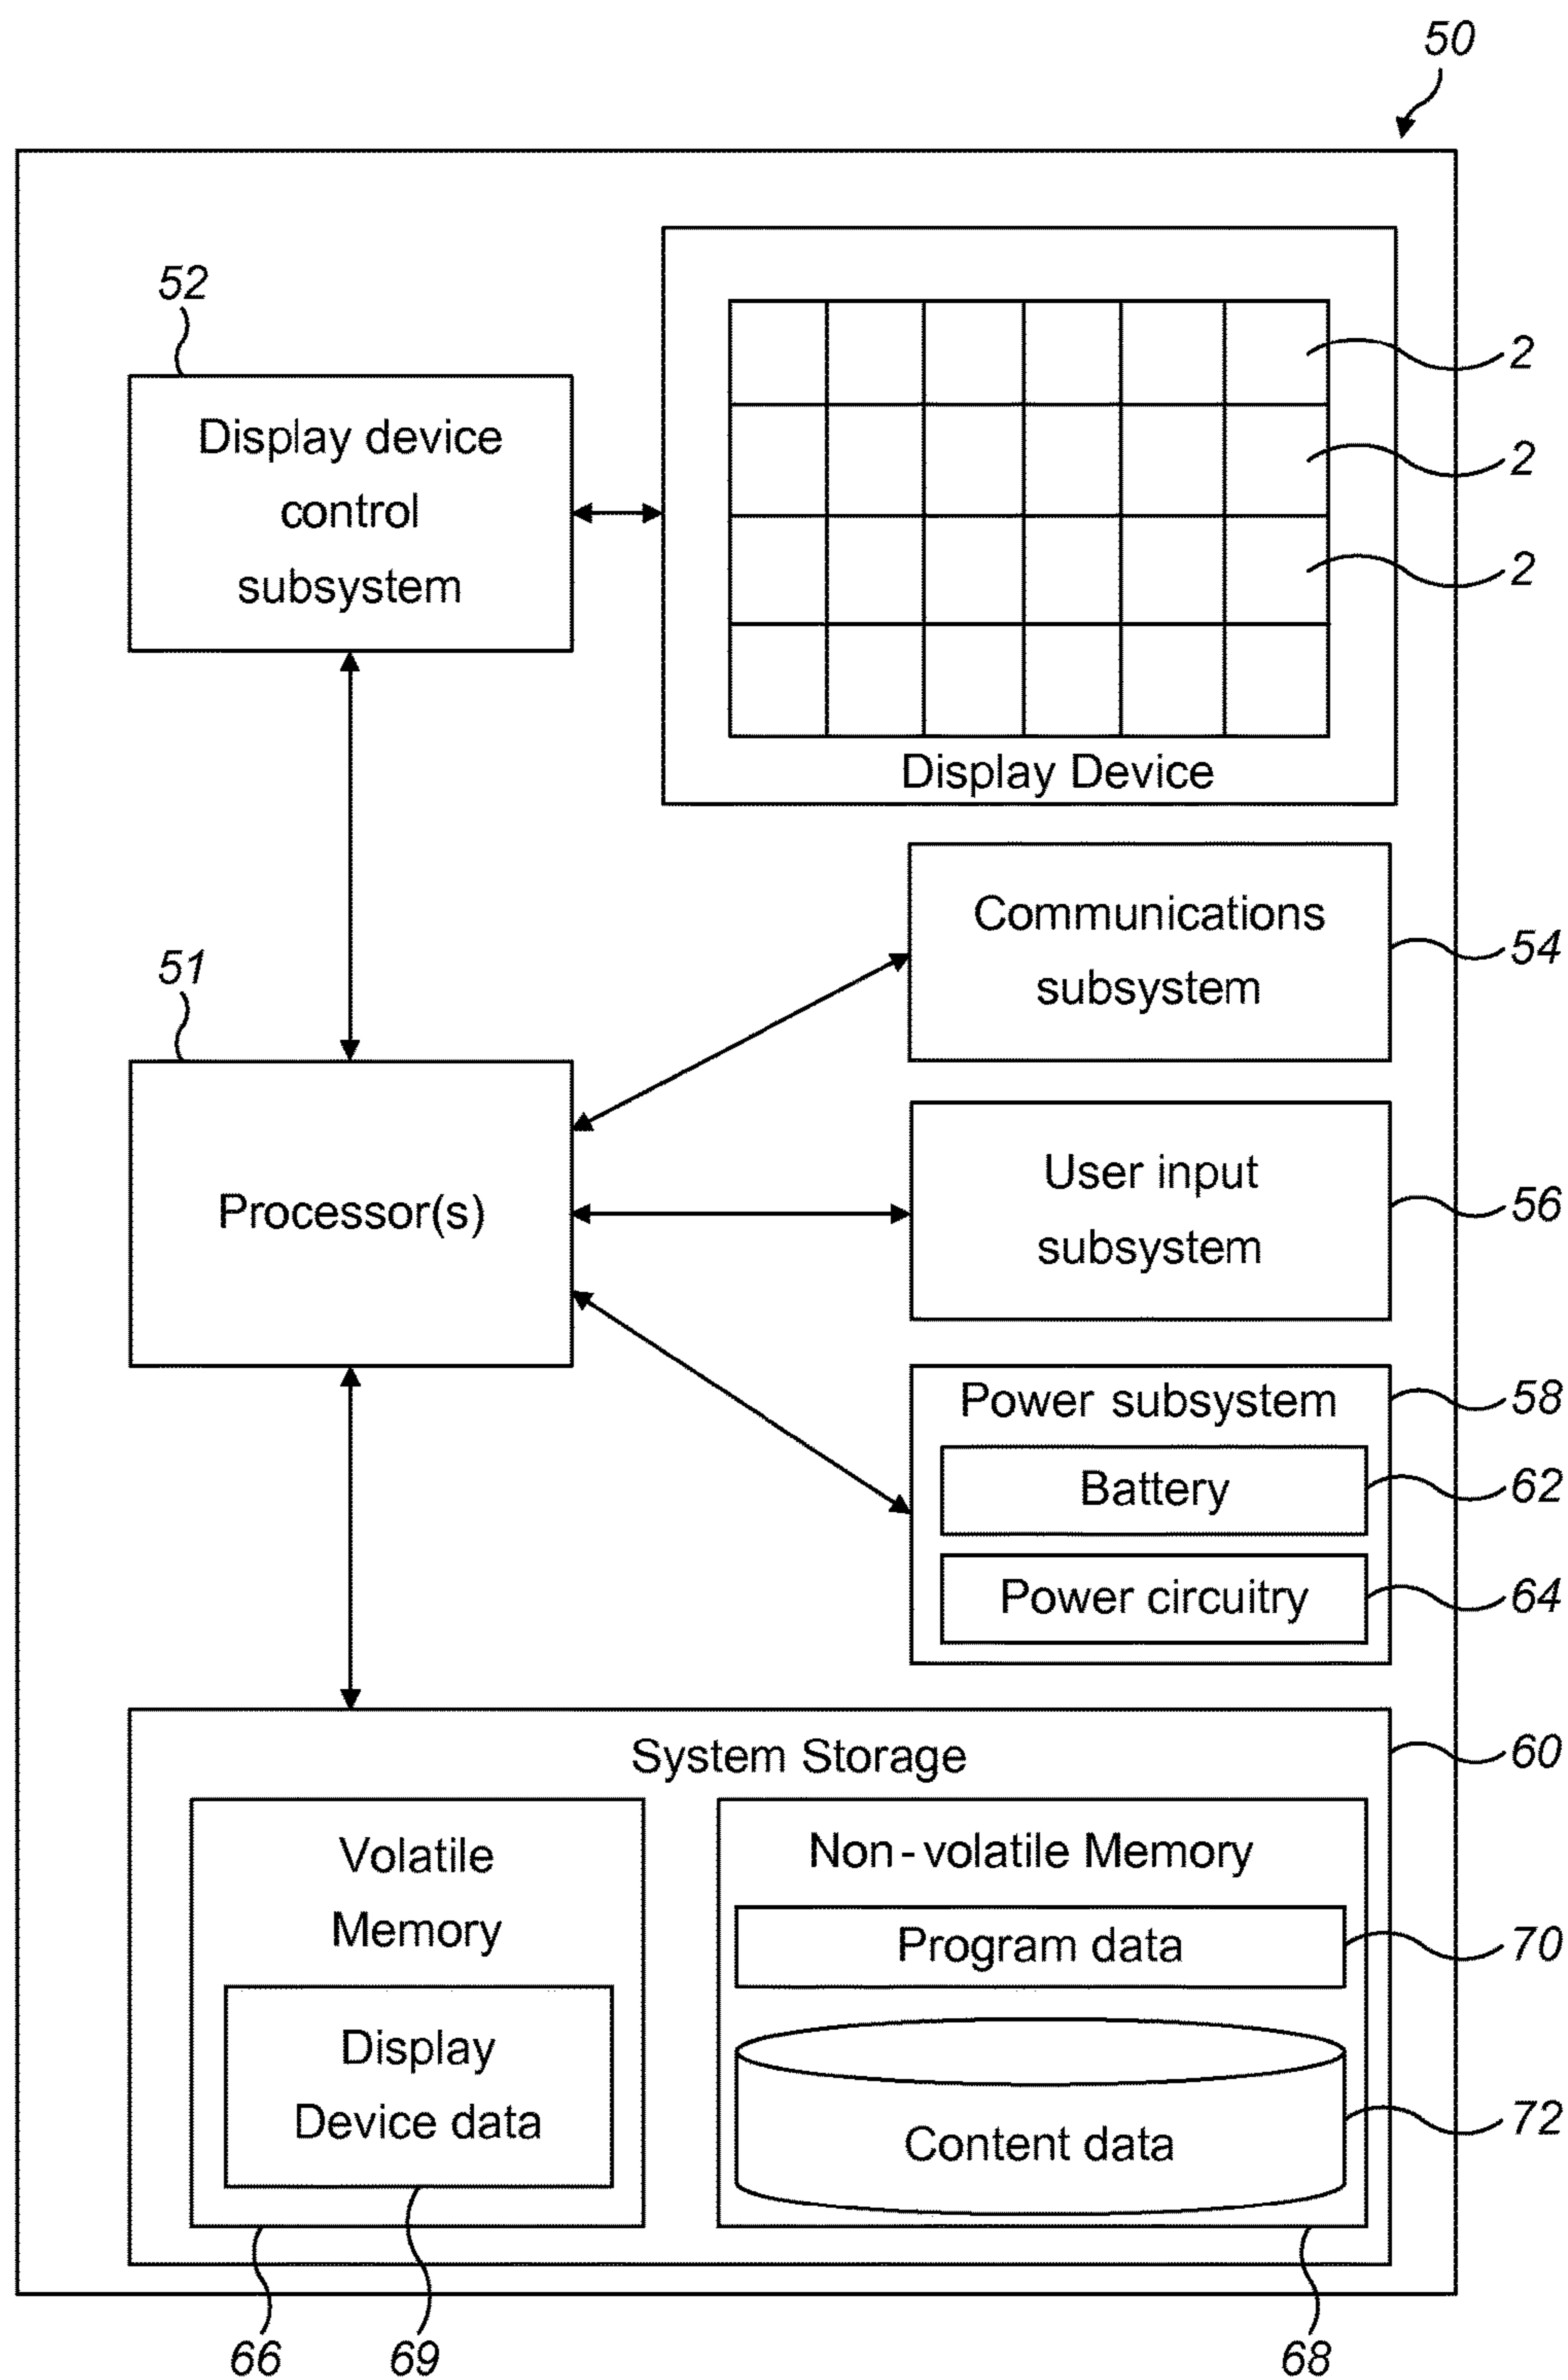 50
52
Display device
control
subsystem
2
2
2
Display Device
Communications
subsystem
54
51
Processor(s)
User input
subsystem
56
Power subsystem
58
Battery
62
Power circuitry
64
System Storage
60
Volatile
Memory
Non-volatile Memory
Program data
70
Display
Device data
Content data
72
66
69
68